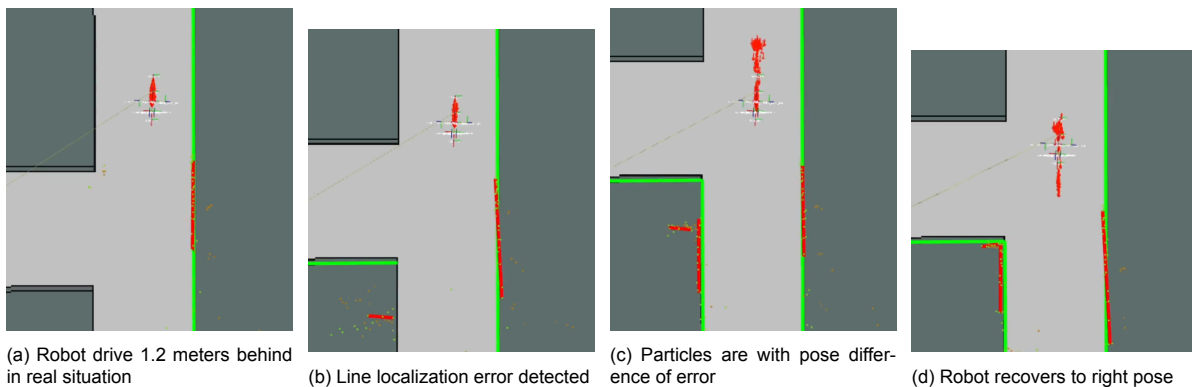 (a) Robot drive 1.2 meters behind
in real situation
(b) Line localization error detected
(c) Particles are with pose differ-
ence of error
(d) Robot recovers to right pose